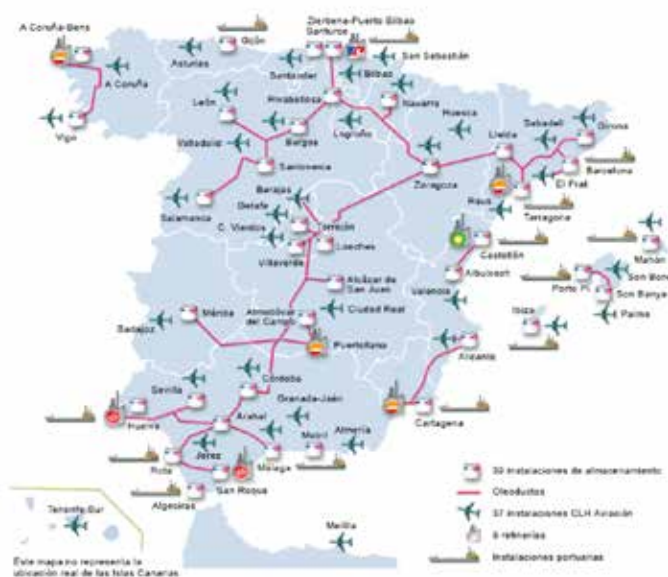 A Coruña-Bens
Gijón
Zierbena-Puerto Bilbao
Santurce
San Sebastián
Asturias
Santander
Bilbao
A Coruña
León
Rivabellosa
Navarra
Huesca
Sabadell
Girona
Vigo
Burgos
Logroño
Lleida
Valladolid
Santovenia
Zaragoza
El Prat
Barcelona
Reus
Tarragona
Salamanca
Barajas
Getafe
C. Vientos
Torrejón
Loeches
Villaverde
Castellón
Mahón
Albuixech
Porto Pi
Son Bonet
Son Banya
Alcázar de
San Juan
Valencia
Ibiza
Palma
Mérida
Almodóvar
del Campo
Ciudad Real
Badajoz
Puertollano
Alicante
Córdoba
Sevilla
Granada-Jaén
Huelva
Arahal
Cartagena
Motril
Almería
Rota
Jerez
Málaga
Algeciras
San Roque
39 instalaciones de almacenamiento
Oleoductos
37 instalaciones CLH Aviación
8 refinerías
Instalaciones portuarias
Tenerife-Sur
Melilla
Este mapa no representa la
ubicación real de las Islas Canarias